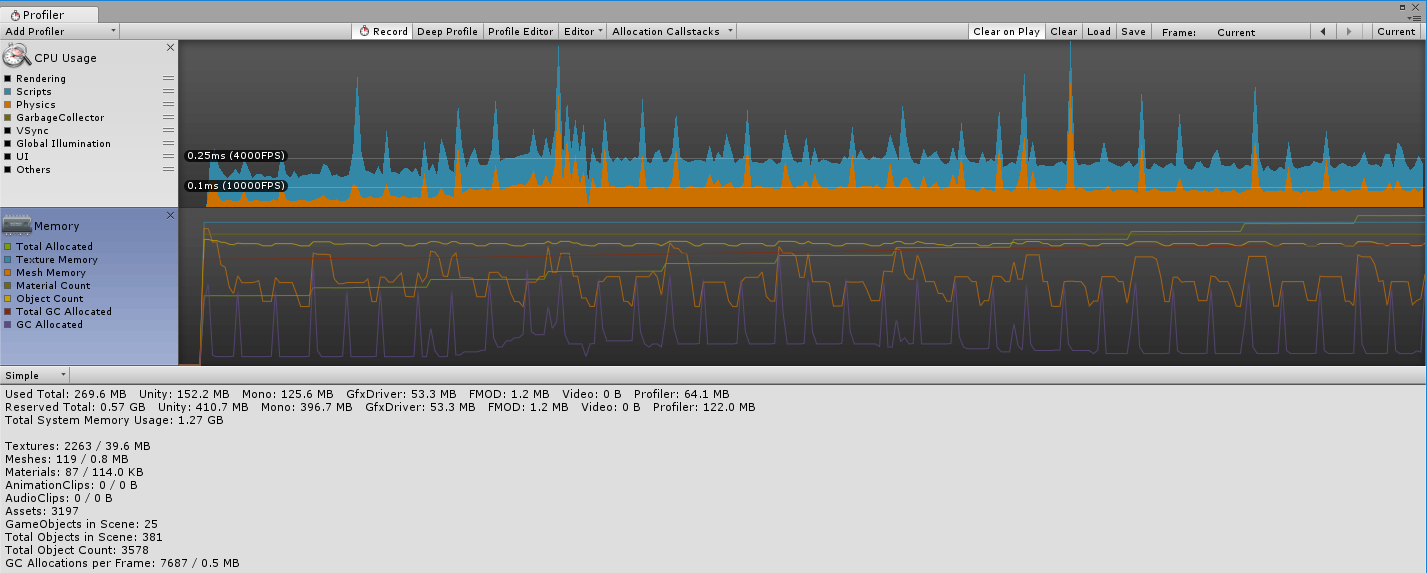 Profiler
Add Profiler Record Deep Profile Profile Editor Editor Allocation Callstacks Clear on Play Clear Load Save Frame: Current Current
CPU Usage
Rendering
Scripts
Physics
GarbageCollector
VSync
Global Illumination
UI
Others
0.25ms (4000FPS)
0.1ms (10000FPS)
Memory
Total Allocated
Texture Memory
Mesh Memory
Material Count
Object Count
Total GC Allocated
GC Allocated
Simple
Used Total: 269.6 MB Unity: 152.2 MB Mono: 125.6 MB GfxDriver: 53.3 MB FMOD: 1.2 MB Video: 0 B Profiler: 64.1 MB
Reserved Total: 0.57 GB Unity: 410.7 MB Mono: 396.7 MB GfxDriver: 53.3 MB FMOD: 1.2 MB Video: 0 B Profiler: 122.0 MB
Total System Memory Usage: 1.27 GB
Textures: 2263 / 39.6 MB
Meshes: 119 / 0.8 MB
Materials: 87 / 114.0 KB
AnimationClips: 0 / 0 B
AudioClips: 0 / 0 B
Assets: 3197
GameObjects in Scene: 25
Total Objects in Scene: 381
Total Object Count: 3578
GC Allocations per Frame: 7687 / 0.5 MB